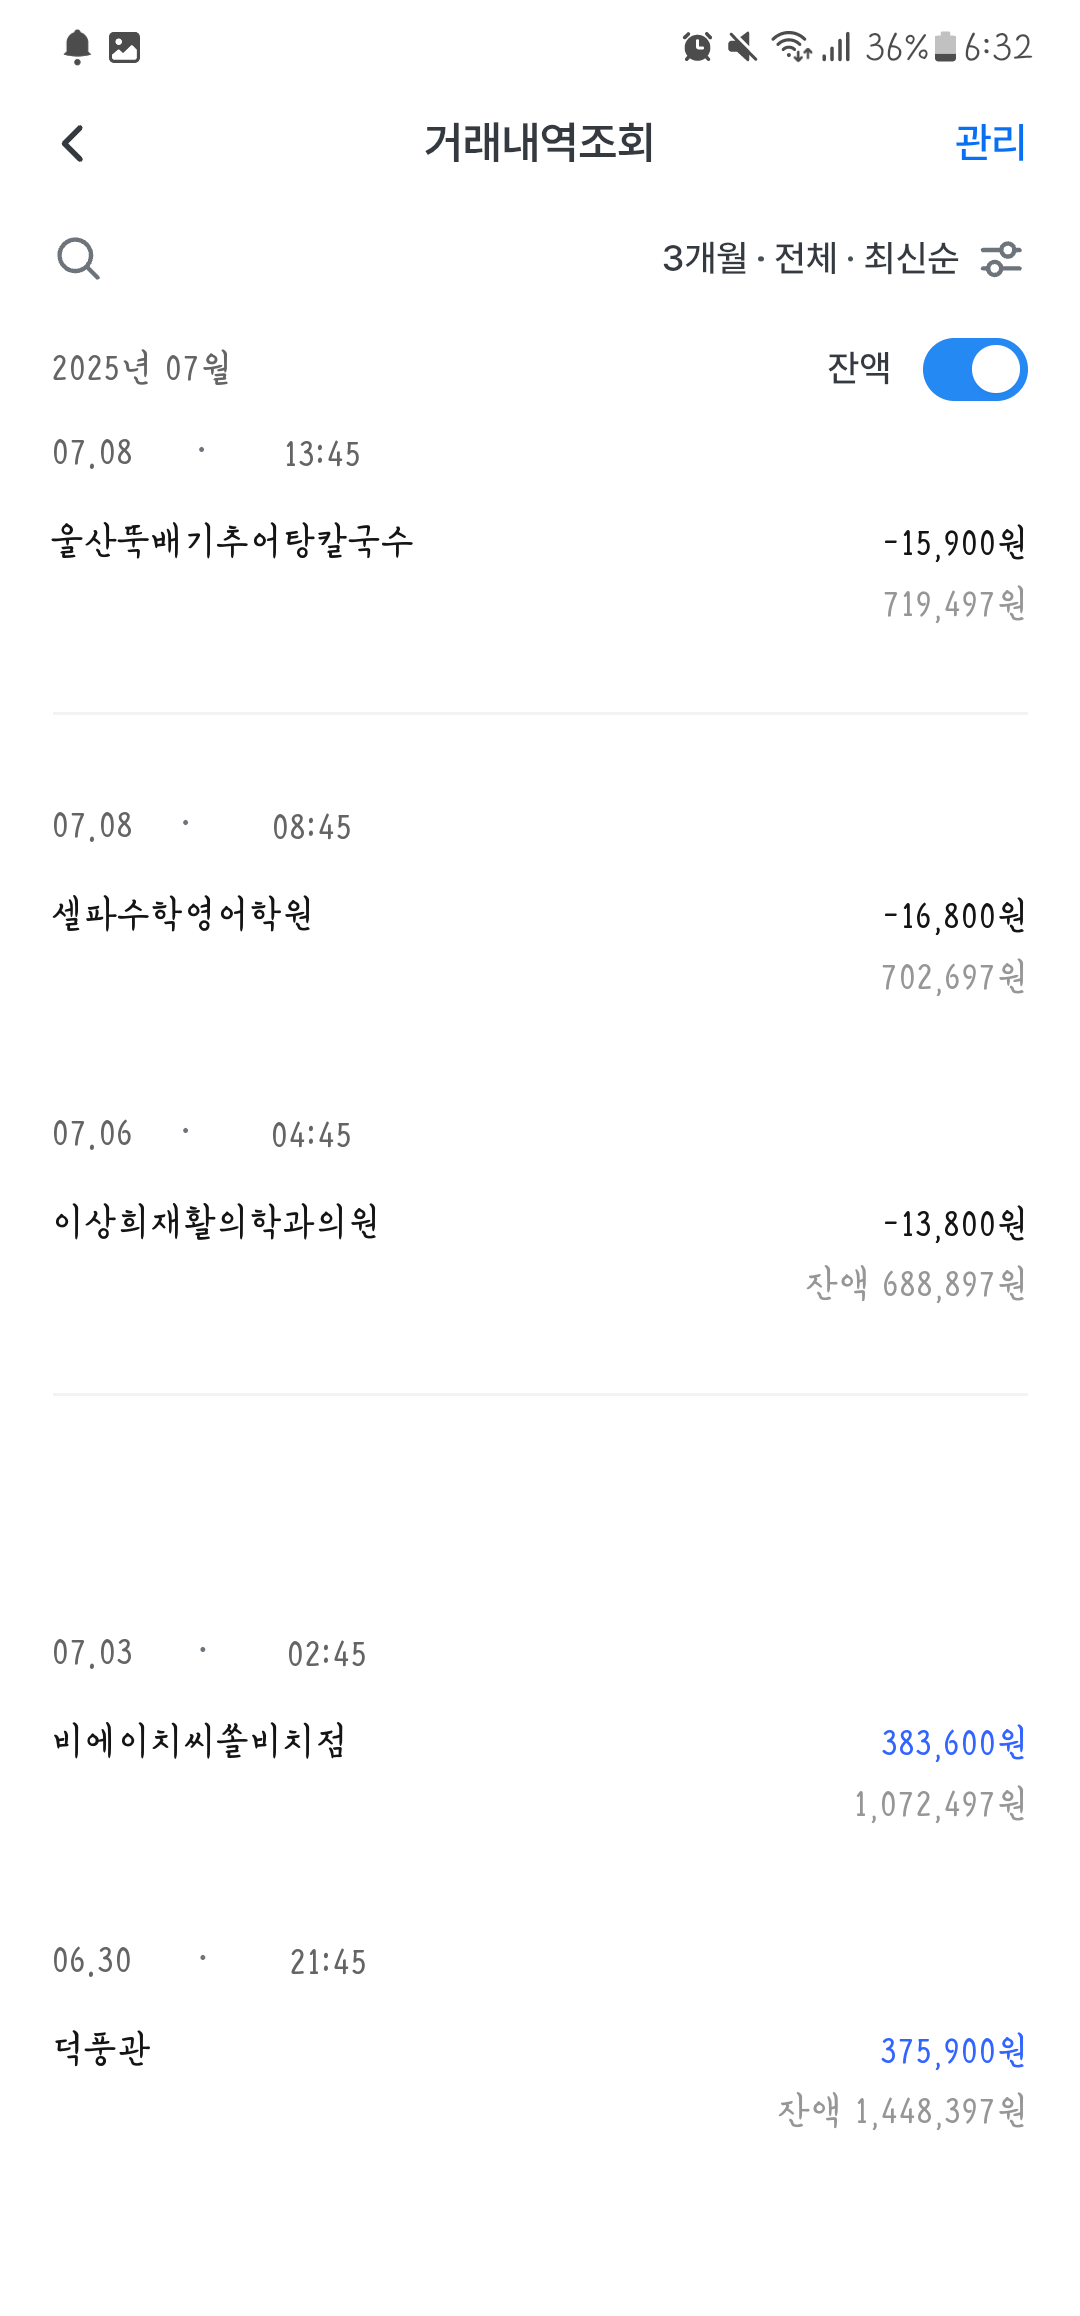 36% 6:32
거래내역조회 관리
3개월 · 전체 · 최신순
2025년 07월 잔액
07.08 · 13:45
울산뚝배기추어탕칼국수 -15,900원
719,497원
07.08 · 08:45
셀파수학영어학원 -16,800원
702,697원
07.06 · 04:45
이상희재활의학과의원 -13,800원
잔액 688,897원
07.03 · 02:45
비에이치씨쏠비치점 383,600원
1,072,497원
06.30 · 21:45
덕풍관 375,900원
잔액 1,448,397원